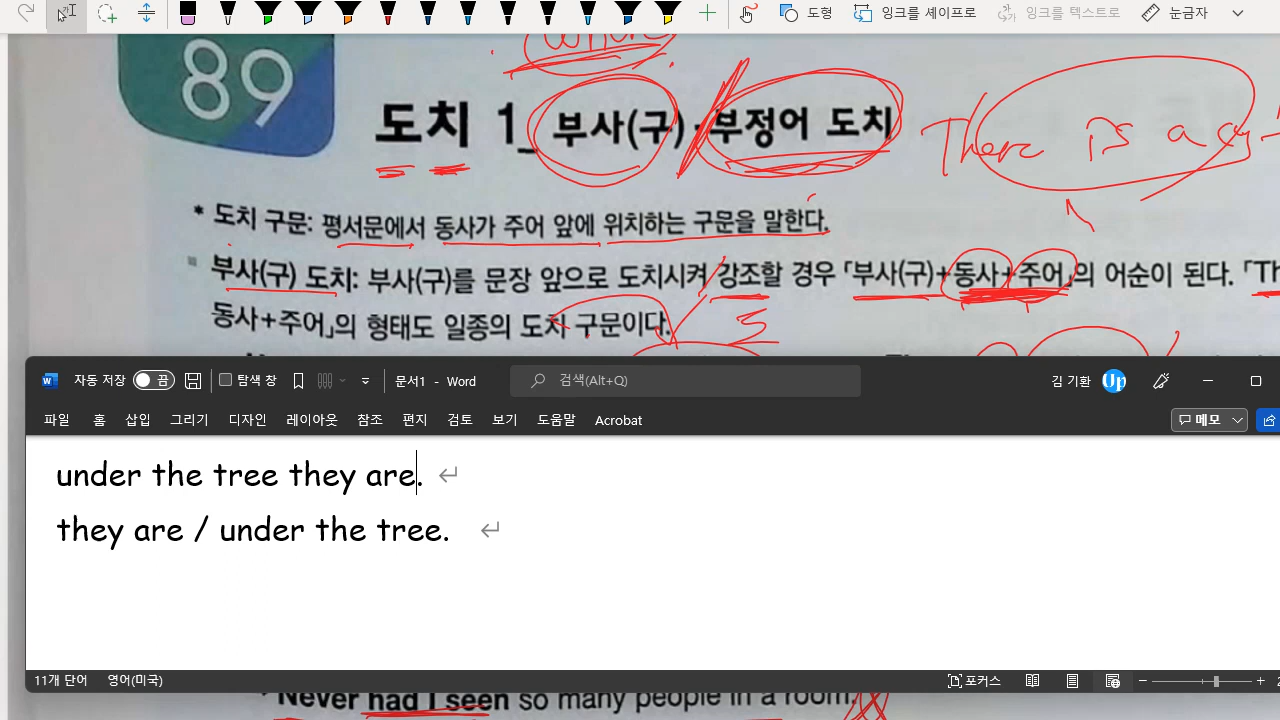 도형 잉크를 셰이프로 잉크를 텍스트로 눈금자
89
도치 1_ 부사(구)·부정어 도치
There is a
* 도치 구문: 평서문에서 동사가 주어 앞에 위치하는 구문을 말한다.
부사(구) 도치: 부사(구)를 문장 앞으로 도치시켜 강조할 경우 「부사(구)+동사+주어」의 어순이 된다. 「Th
동사+주어」의 형태도 일종의 도치 구문이다.
자동 저장 끔 탐색 창 문서1 - Word 검색(Alt+Q) 김 기환 Up
파일 홈 삽입 그리기 디자인 레이아웃 참조 편지 검토 보기 도움말 Acrobat 메모
under the tree they are.
they are / under the tree.
11개 단어 영어(미국) 포커스
Never had I seen so many people in a room.